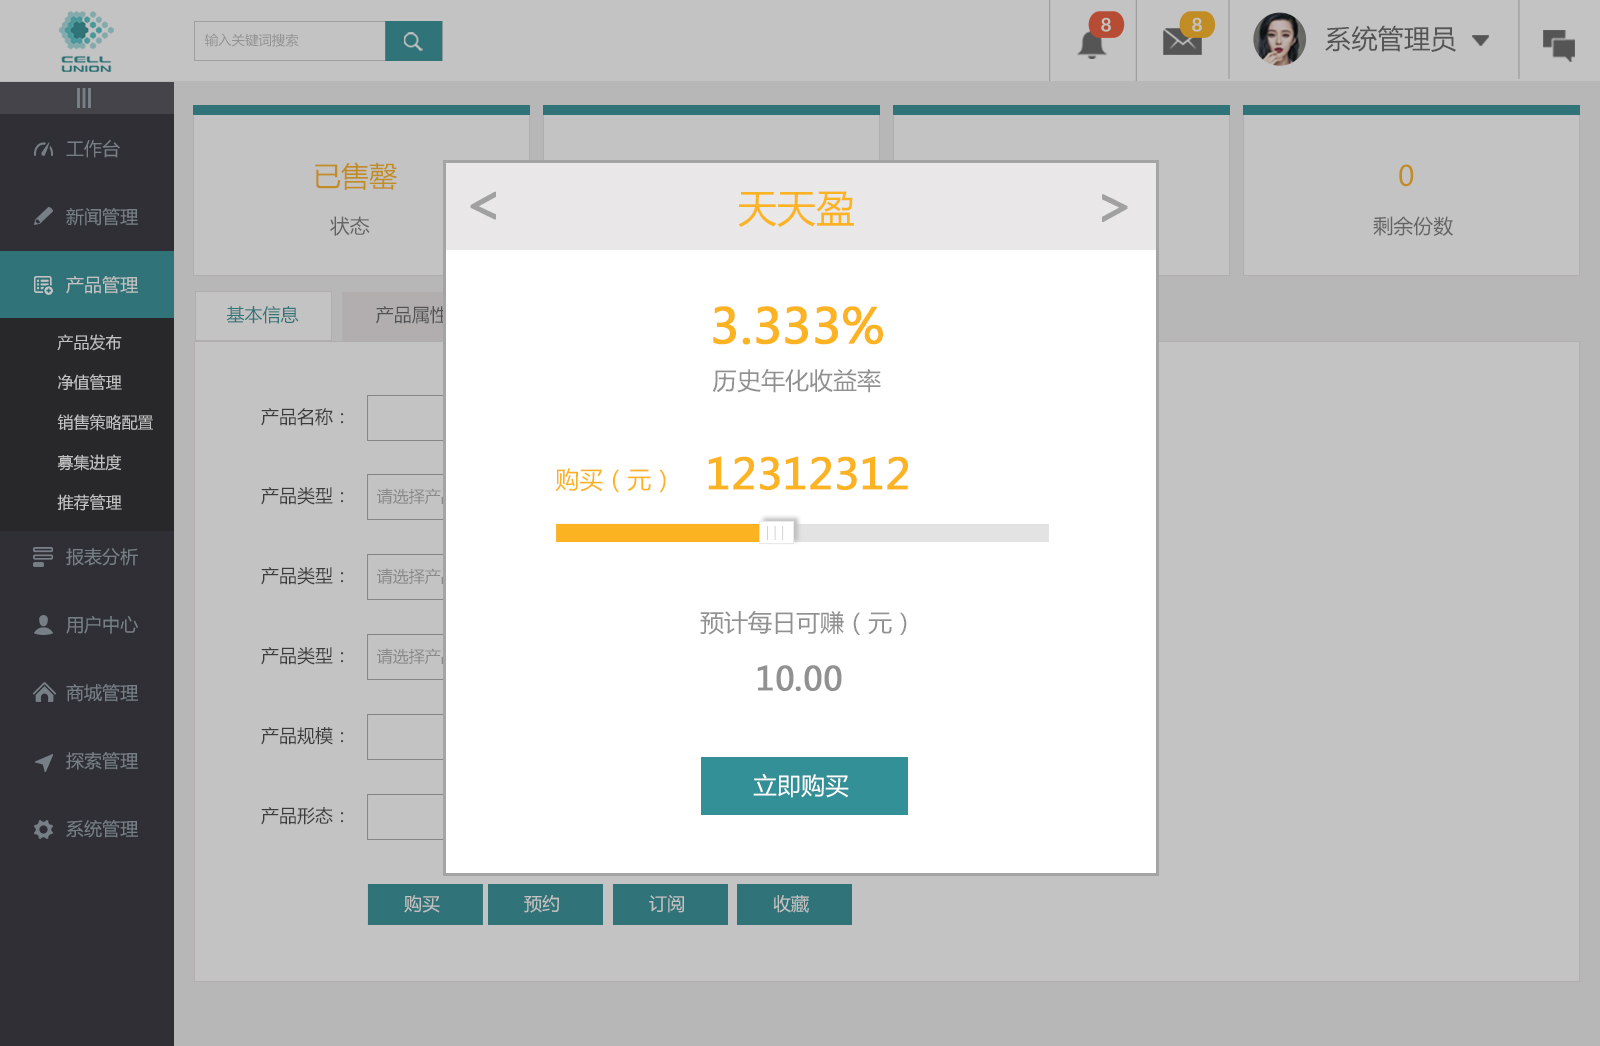 CELL
UNION
输入关键词搜索
8
8
系统管理员
工作台
新闻管理
产品管理
产品发布
净值管理
销售策略配置
募集进度
推荐管理
报表分析
用户中心
商城管理
探索管理
系统管理
已售罄
状态
0
剩余份数
基本信息
产品属性
产品名称：
产品类型：
请选择产品
产品类型：
请选择产品
产品类型：
请选择产品
产品规模：
产品形态：
<
天天盈
>
3.333%
历史年化收益率
购买（元） 12312312
预计每日可赚（元）
10.00
立即购买
购买
预约
订阅
收藏